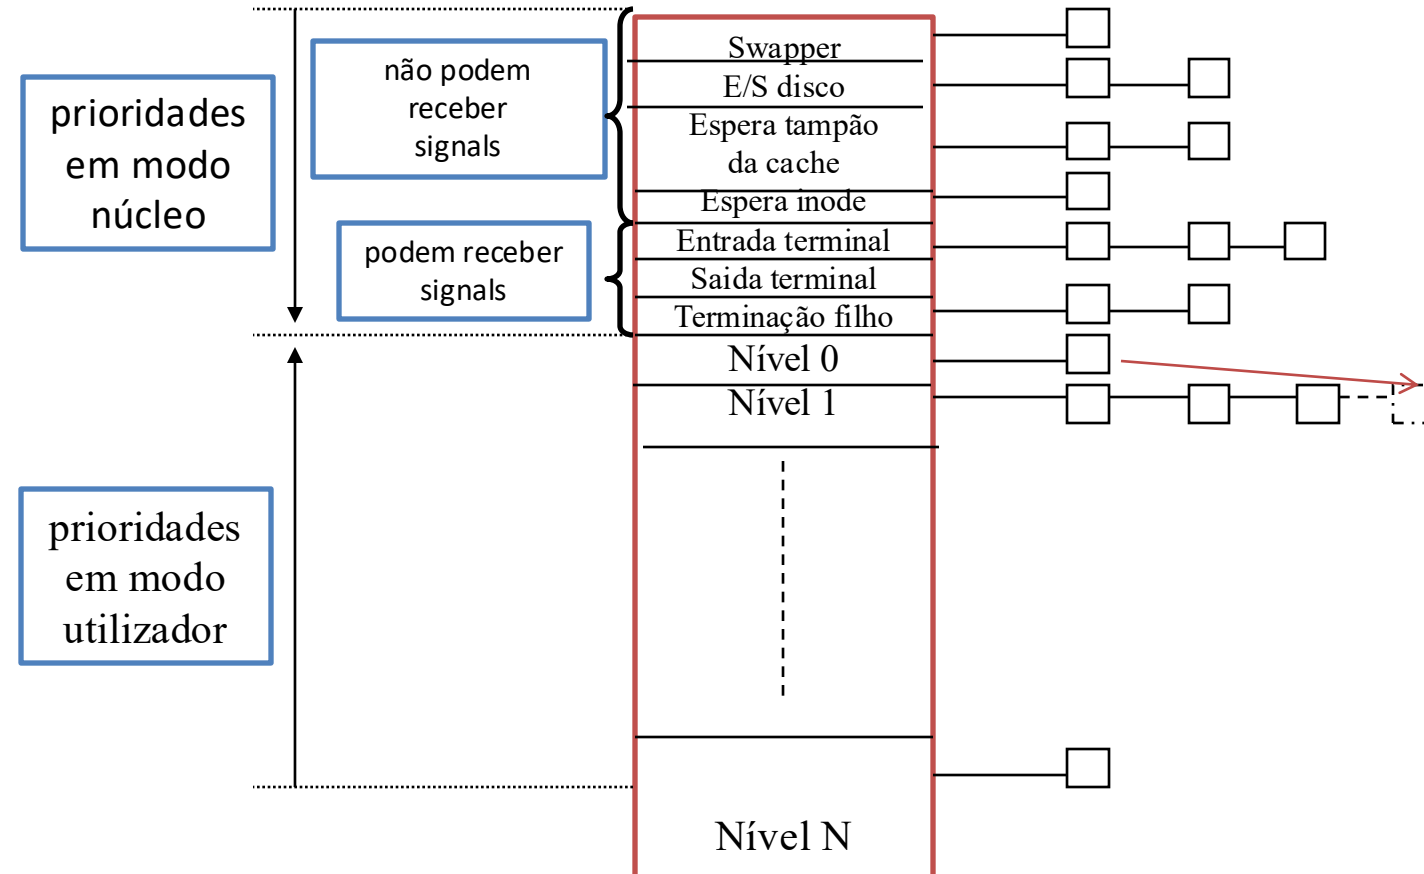 prioridades
em modo
núcleo
não podem
receber
signals
podem receber
signals
prioridades
em modo
utilizador
Swapper
E/S disco
Espera tampão
da cache
Espera inode
Entrada terminal
Saida terminal
Terminação filho
Nível 0
Nível 1
Nível N